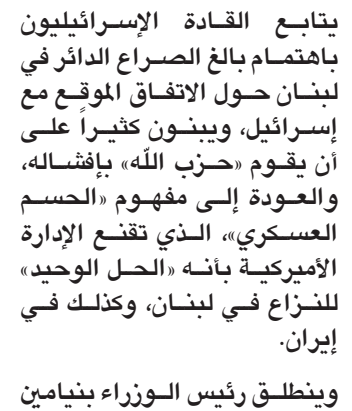 يتابع القادة الإسرائيليون
باهتمام بالغ الصراع الدائر في
لبنان حول الاتفاق الموقع مع
إسرائيل، ويبنون كثيراً على
أن يقوم «حزب الله» بإفشاله،
والعودة إلى مفهوم «الحسم
العسكري»، الذي تقنع الإدارة
الأميركية بأنه «الحل الوحيد»
للنزاع في لبنان، وكذلك في
إيران.
وينطلق رئيس الوزراء بنيامين